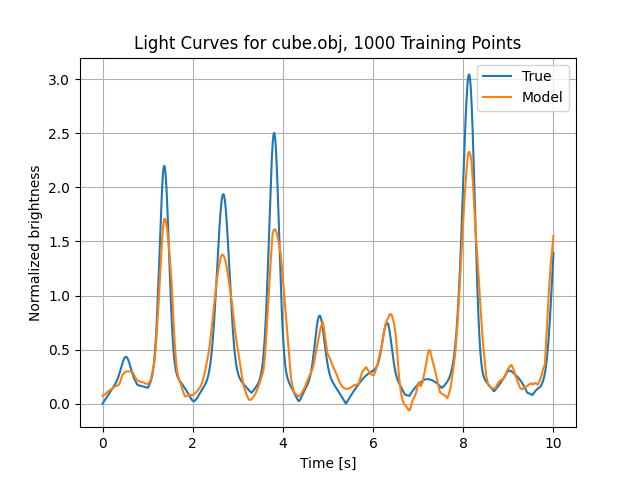 Light Curves for cube.obj, 1000 Training Points
True
Model
Normalized brightness
3.0
2.5
2.0
1.5
1.0
0.5
0.0
0 2 4 6 8 10
Time [s]